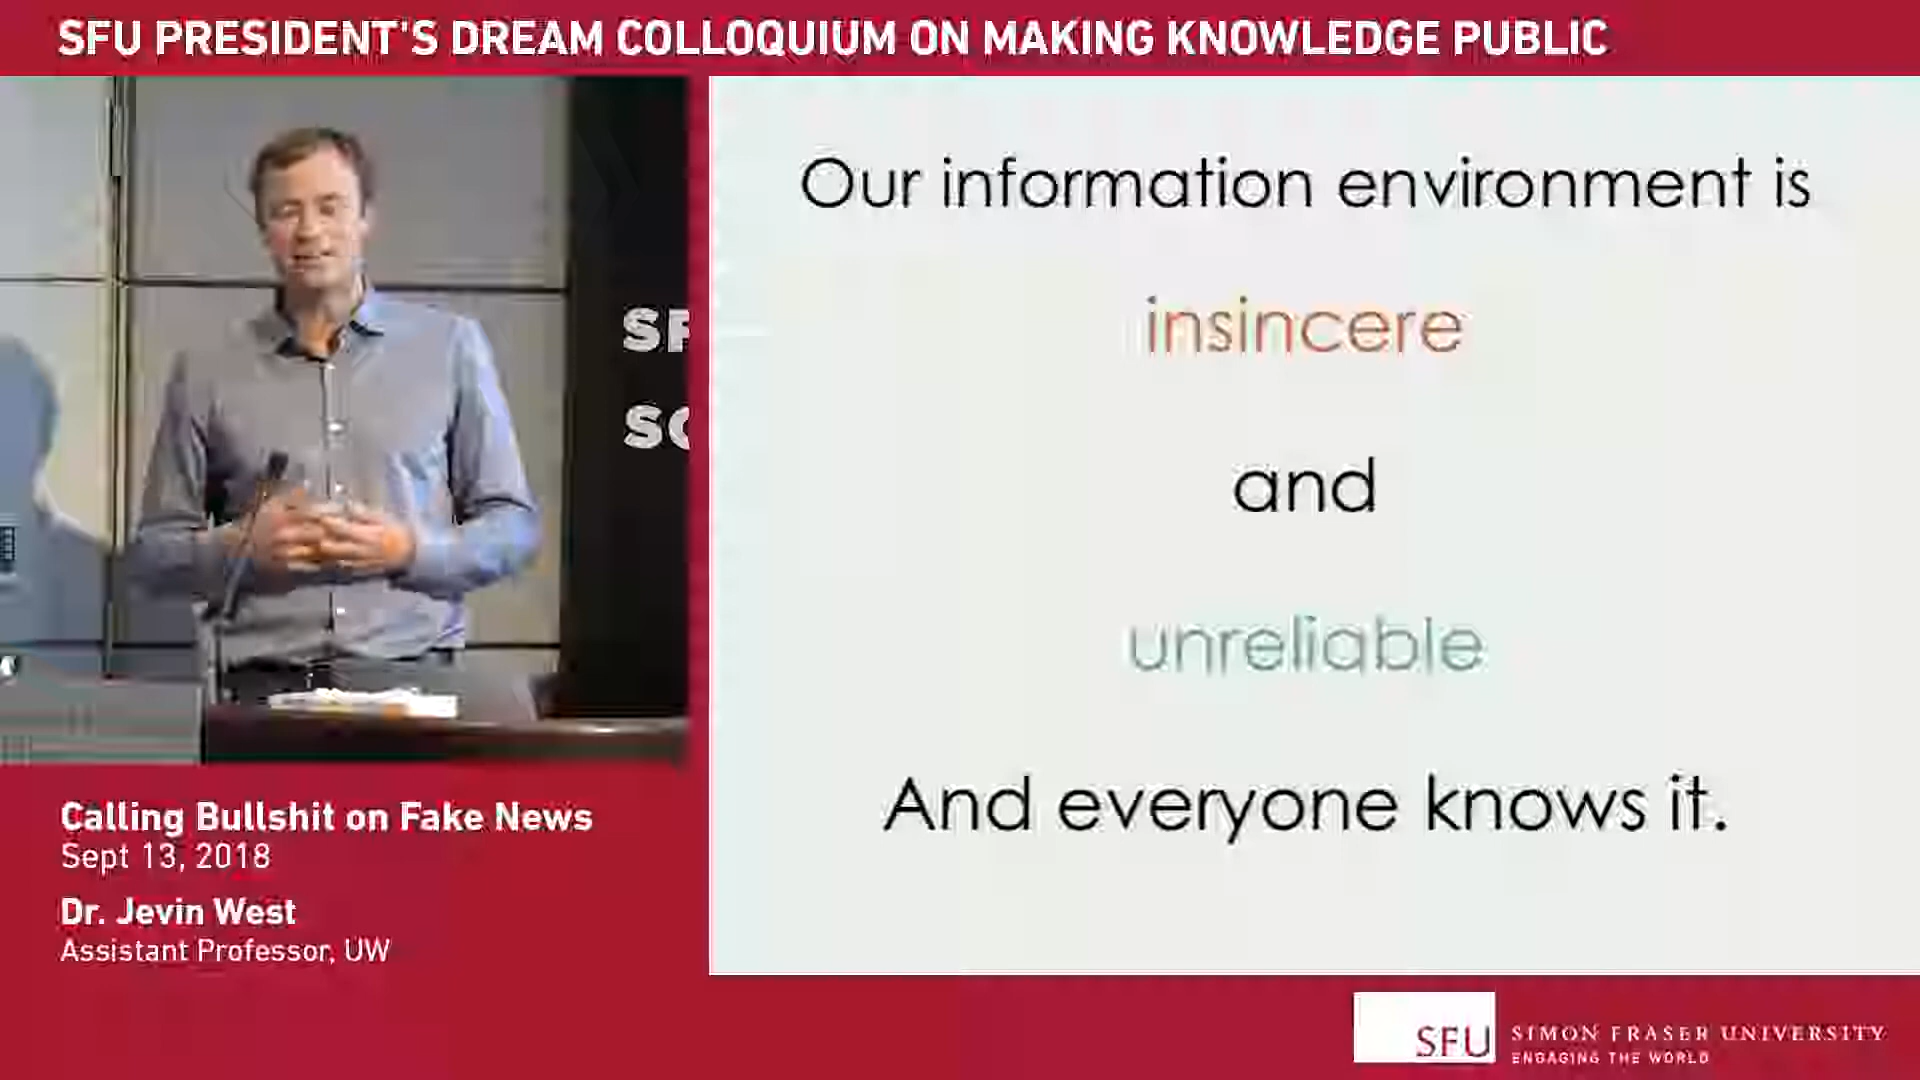 SFU PRESIDENT'S DREAM COLLOQUIUM ON MAKING KNOWLEDGE PUBLIC
Our information environment is
insincere
and
unreliable
And everyone knows it.
Calling Bullshit on Fake News
Sept 13, 2018
Dr. Jevin West
Assistant Professor, UW
SFU
SIMON FRASER UNIVERSITY
ENGAGING THE WORLD